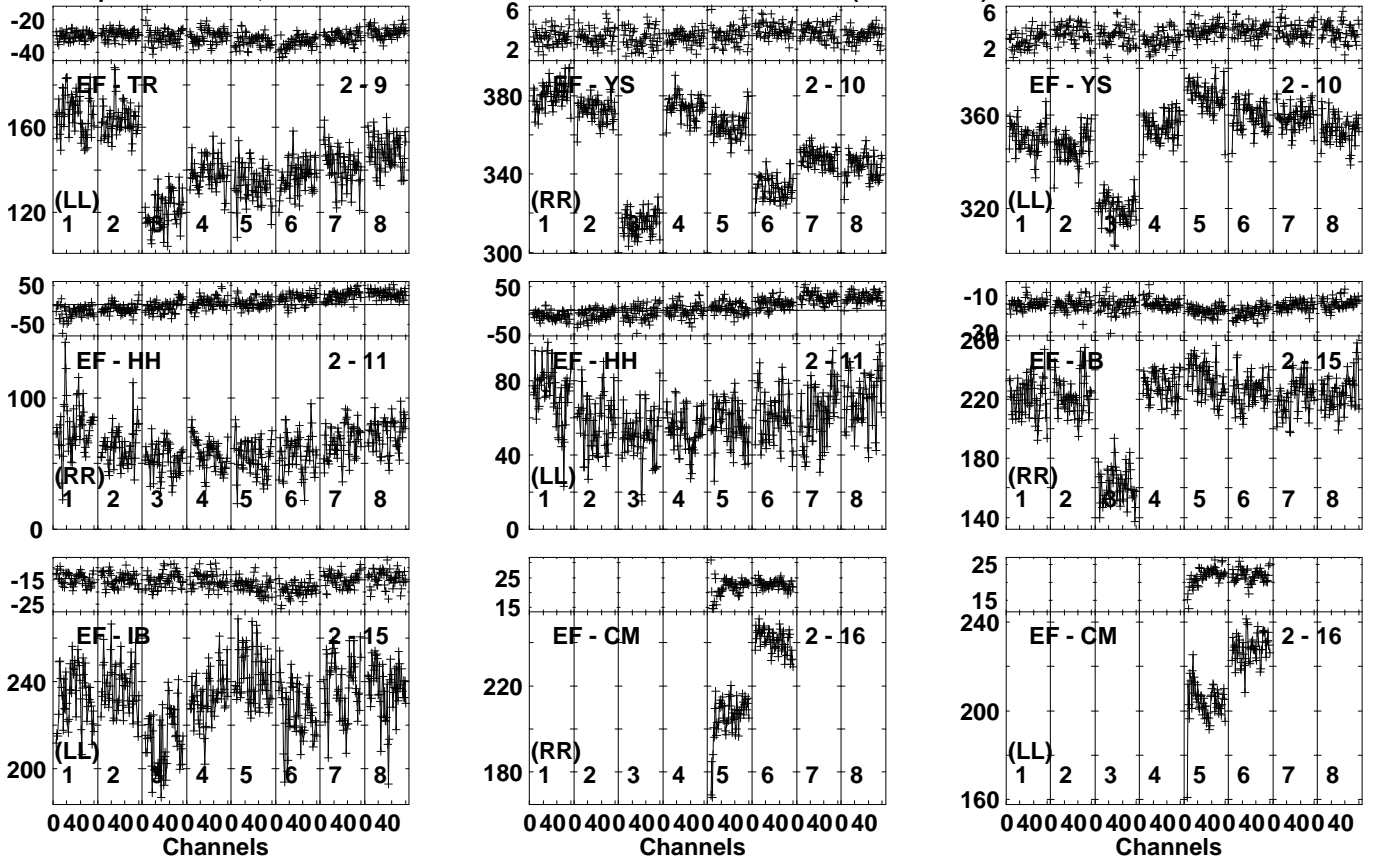 -20
-40
EF - TR 2 - 9
160
120
(LL)
1 2 3 4 5 6 7 8
6
2
EF - YS 2 - 10
380
340
300
(RR)
1 2 3 4 5 6 7 8
6
2
EF - YS 2 - 10
360
320
(LL)
1 2 3 4 5 6 7 8
50
-50
EF - HH 2 - 11
100
0
(RR)
1 2 3 4 5 6 7 8
50
-50
EF - HH 2 - 11
80
40
0
(LL)
1 2 3 4 5 6 7 8
-10
EF - IB 2 - 15
260
220
180
140
(RR)
1 2 3 4 5 6 7 8
-15
-25
EF - IB 2 - 15
240
200
(LL)
1 2 3 4 5 6 7 8
0 40 0 40 0 40 0 40 0 40 0 40 0 40 0 40
Channels
25
15
EF - CM 2 - 16
220
180
(RR)
1 2 3 4 5 6 7 8
0 40 0 40 0 40 0 40 0 40 0 40 0 40 0 40
Channels
25
15
EF - CM 2 - 16
240
200
160
(LL)
1 2 3 4 5 6 7 8
0 40 0 40 0 40 0 40 0 40 0 40 0 40 0 40
Channels